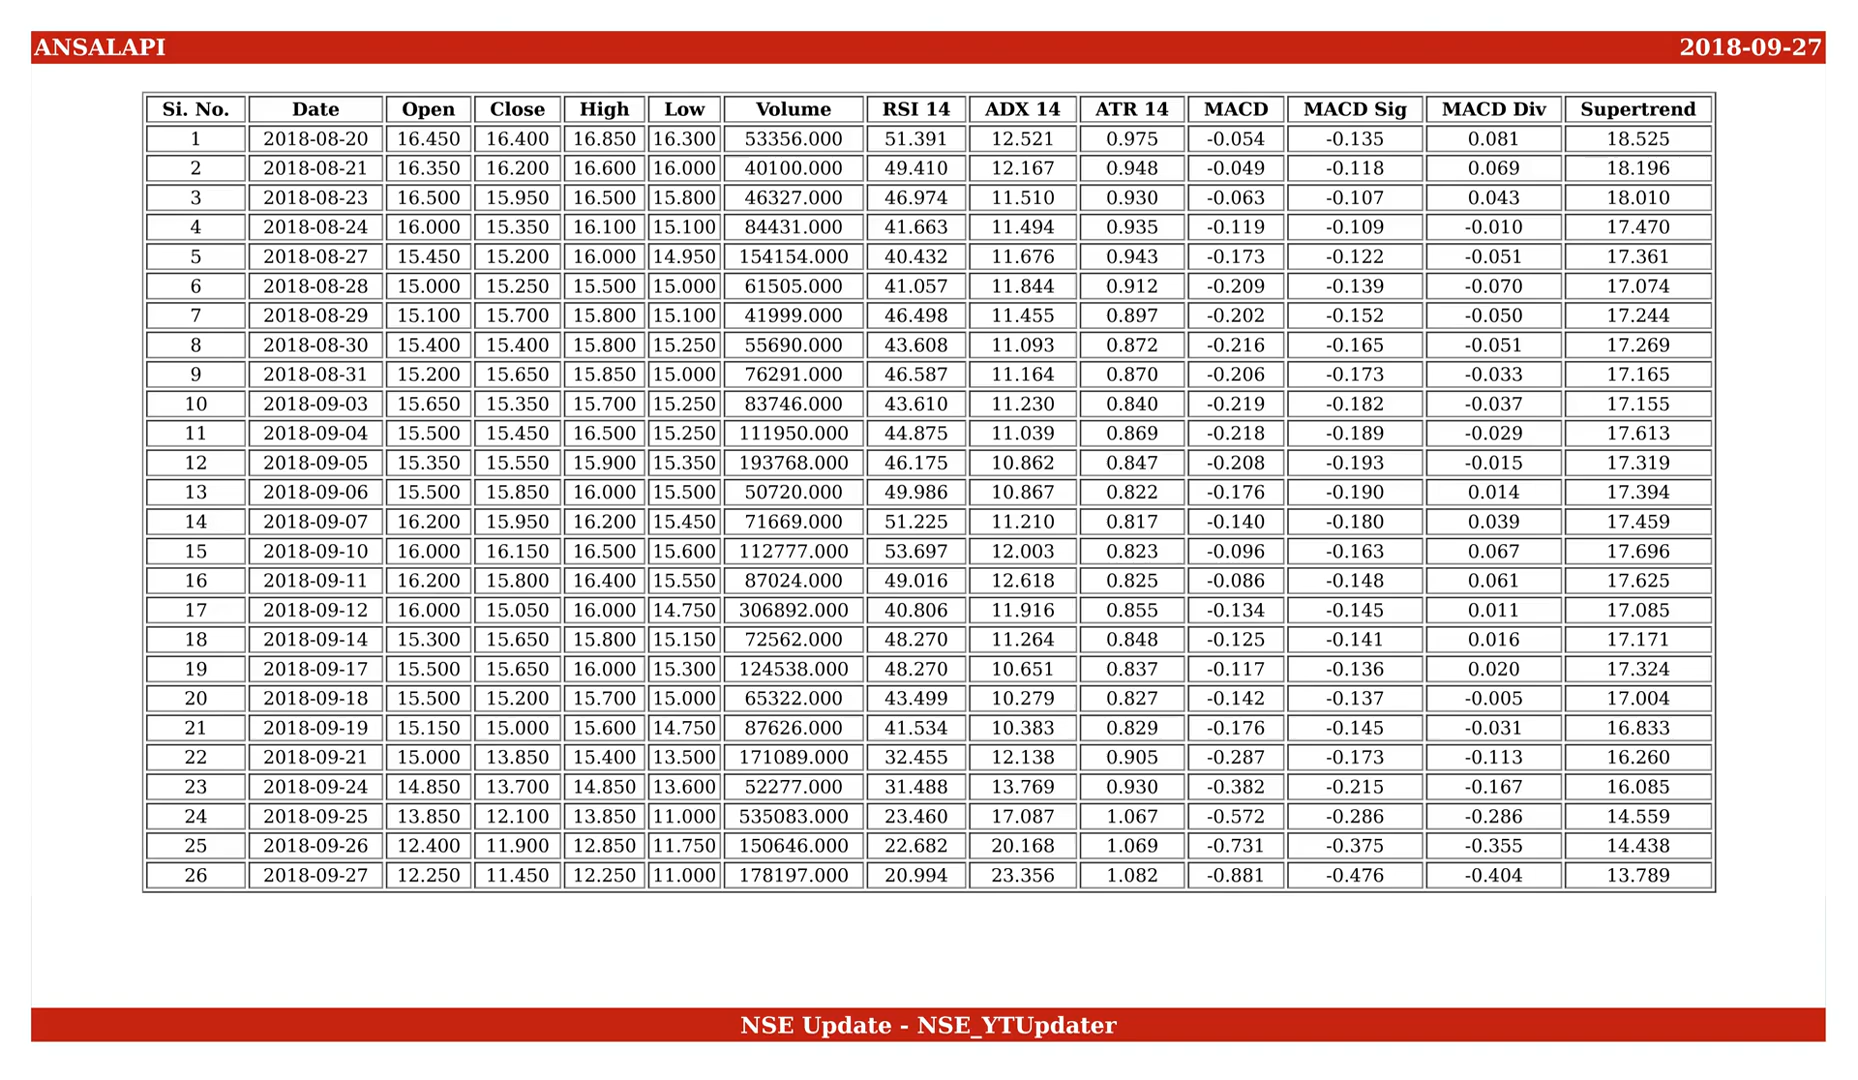 ANSALAPI 2018-09-27
Si. No. Date Open Close High Low Volume RSI 14 ADX 14 ATR 14 MACD MACD Sig MACD Div Supertrend
1 2018-08-20 16.450 16.400 16.850 16.300 53356.000 51.391 12.521 0.975 -0.054 -0.135 0.081 18.525
2 2018-08-21 16.350 16.200 16.600 16.000 40100.000 49.410 12.167 0.948 -0.049 -0.118 0.069 18.196
3 2018-08-23 16.500 15.950 16.500 15.800 46327.000 46.974 11.510 0.930 -0.063 -0.107 0.043 18.010
4 2018-08-24 16.000 15.350 16.100 15.100 84431.000 41.663 11.494 0.935 -0.119 -0.109 -0.010 17.470
5 2018-08-27 15.450 15.200 16.000 14.950 154154.000 40.432 11.676 0.943 -0.173 -0.122 -0.051 17.361
6 2018-08-28 15.000 15.250 15.500 15.000 61505.000 41.057 11.844 0.912 -0.209 -0.139 -0.070 17.074
7 2018-08-29 15.100 15.700 15.800 15.100 41999.000 46.498 11.455 0.897 -0.202 -0.152 -0.050 17.244
8 2018-08-30 15.400 15.400 15.800 15.250 55690.000 43.608 11.093 0.872 -0.216 -0.165 -0.051 17.269
9 2018-08-31 15.200 15.650 15.850 15.000 76291.000 46.587 11.164 0.870 -0.206 -0.173 -0.033 17.165
10 2018-09-03 15.650 15.350 15.700 15.250 83746.000 43.610 11.230 0.840 -0.219 -0.182 -0.037 17.155
11 2018-09-04 15.500 15.450 16.500 15.250 111950.000 44.875 11.039 0.869 -0.218 -0.189 -0.029 17.613
12 2018-09-05 15.350 15.550 15.900 15.350 193768.000 46.175 10.862 0.847 -0.208 -0.193 -0.015 17.319
13 2018-09-06 15.500 15.850 16.000 15.500 50720.000 49.986 10.867 0.822 -0.176 -0.190 0.014 17.394
14 2018-09-07 16.200 15.950 16.200 15.450 71669.000 51.225 11.210 0.817 -0.140 -0.180 0.039 17.459
15 2018-09-10 16.000 16.150 16.500 15.600 112777.000 53.697 12.003 0.823 -0.096 -0.163 0.067 17.696
16 2018-09-11 16.200 15.800 16.400 15.550 87024.000 49.016 12.618 0.825 -0.086 -0.148 0.061 17.625
17 2018-09-12 16.000 15.050 16.000 14.750 306892.000 40.806 11.916 0.855 -0.134 -0.145 0.011 17.085
18 2018-09-14 15.300 15.650 15.800 15.150 72562.000 48.270 11.264 0.848 -0.125 -0.141 0.016 17.171
19 2018-09-17 15.500 15.650 16.000 15.300 124538.000 48.270 10.651 0.837 -0.117 -0.136 0.020 17.324
20 2018-09-18 15.500 15.200 15.700 15.000 65322.000 43.499 10.279 0.827 -0.142 -0.137 -0.005 17.004
21 2018-09-19 15.150 15.000 15.600 14.750 87626.000 41.534 10.383 0.829 -0.176 -0.145 -0.031 16.833
22 2018-09-21 15.000 13.850 15.400 13.500 171089.000 32.455 12.138 0.905 -0.287 -0.173 -0.113 16.260
23 2018-09-24 14.850 13.700 14.850 13.600 52277.000 31.488 13.769 0.930 -0.382 -0.215 -0.167 16.085
24 2018-09-25 13.850 12.100 13.850 11.000 535083.000 23.460 17.087 1.067 -0.572 -0.286 -0.286 14.559
25 2018-09-26 12.400 11.900 12.850 11.750 150646.000 22.682 20.168 1.069 -0.731 -0.375 -0.355 14.438
26 2018-09-27 12.250 11.450 12.250 11.000 178197.000 20.994 23.356 1.082 -0.881 -0.476 -0.404 13.789
NSE Update - NSE_YTUpdater